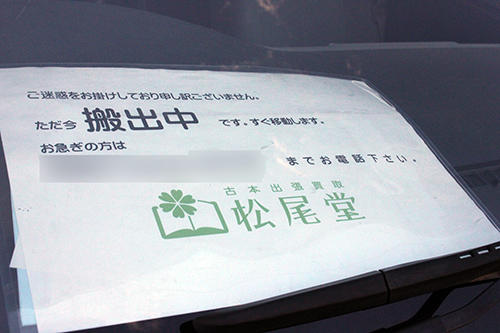 ご迷惑をお掛けしており申し訳ございません。
ただ今 搬出中 です。すぐ移動します。
お急ぎの方は
までお電話下さい。
古本出張買取
松尾堂